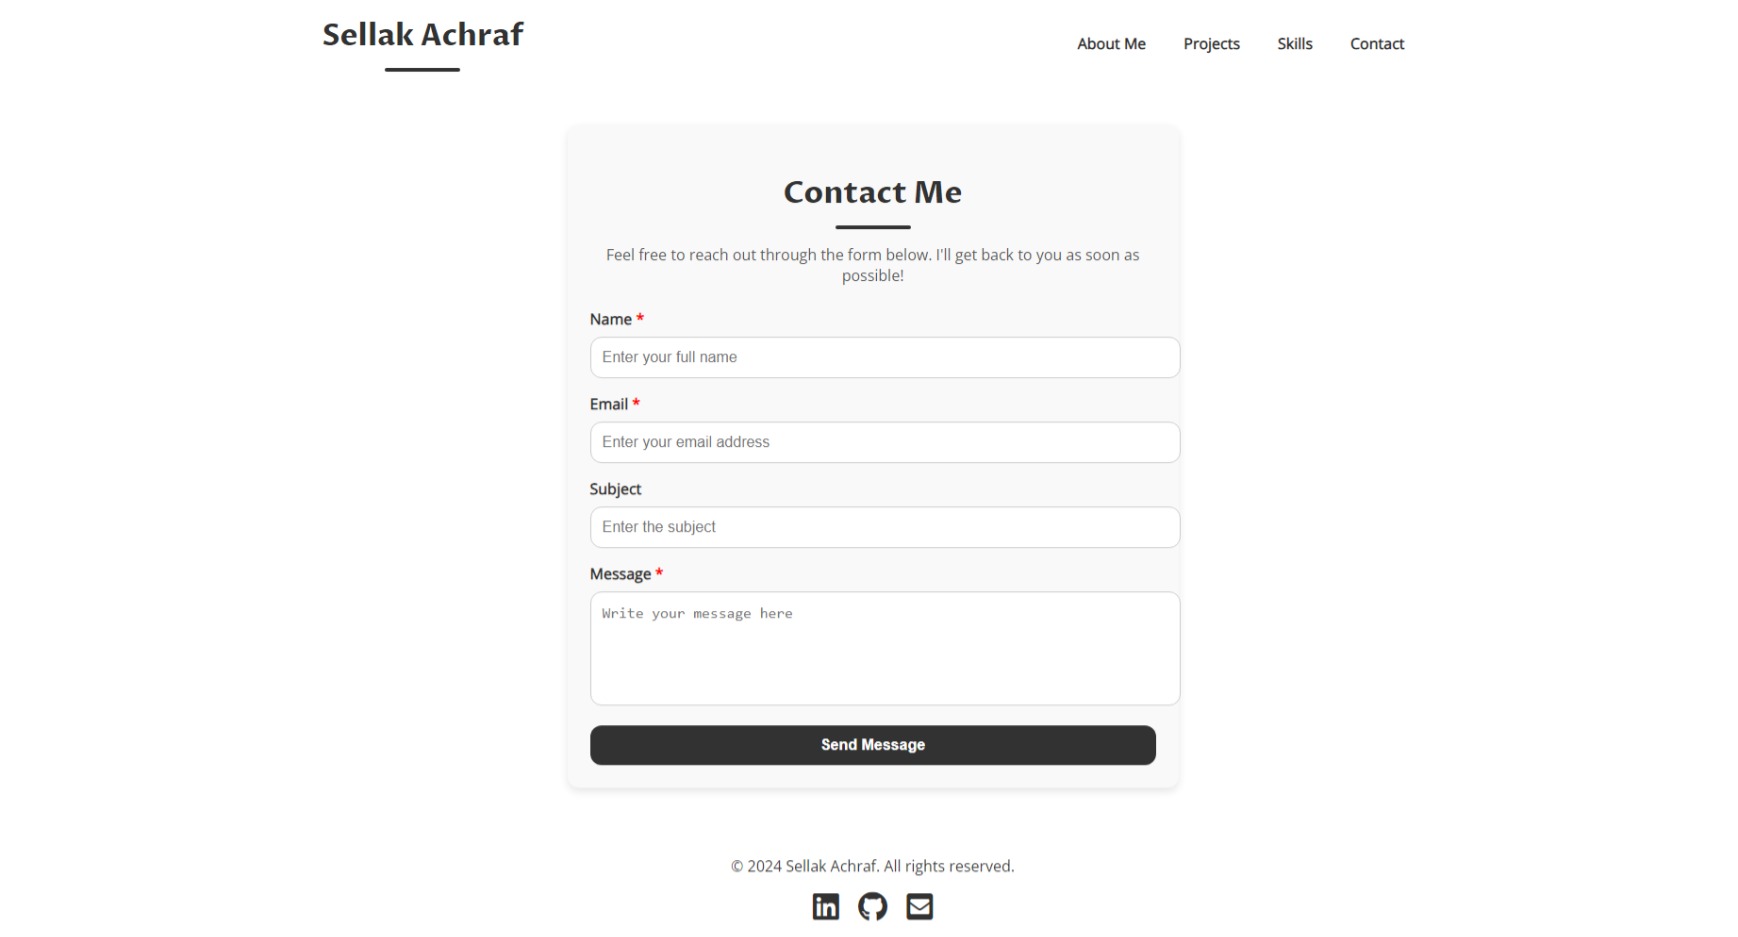 Sellak Achraf
About Me
Projects
Skills
Contact
Contact Me
Feel free to reach out through the form below. I'll get back to you as soon as
possible!
Name *
Enter your full name
Email *
Enter your email address
Subject
Enter the subject
Message *
Write your message here
Send Message
© 2024 Sellak Achraf. All rights reserved.
in